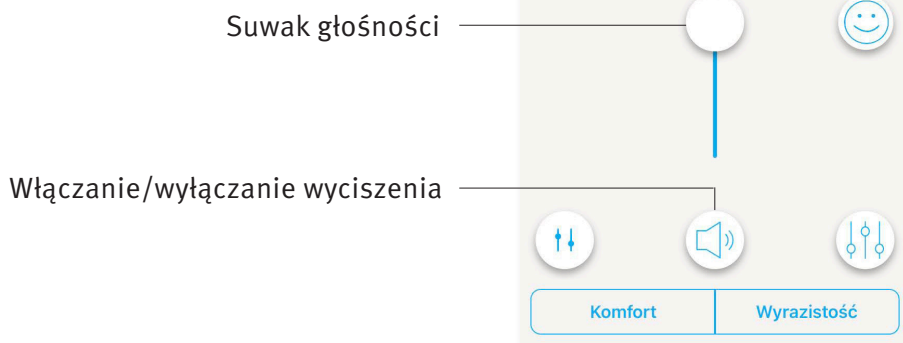 Suwak głośności
Włączanie/wyłączanie wyciszenia
Komfort
Wyrazistość